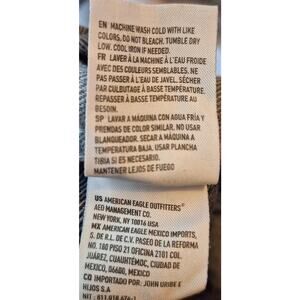 EN MACHINE WASH COLD WITH LIKE
COLORS. DO NOT BLEACH. TUMBLE DRY
LOW. COOL IRON IF NEEDED.
FR LAVER À LA MACHINE À L'EAU FROIDE
AVEC DES COULEURS SEMBLABLES. NE
PAS PASSER À L'EAU DE JAVEL. SÉCHER
PAR CULBUTAGE À BASSE TEMPÉRATURE.
REPASSER À BASSE TEMPÉRATURE AU
BESOIN.
SP LAVAR A MÁQUINA CON AGUA FRÍA Y
PRENDAS DE COLOR SIMILAR. NO USAR
BLANQUEADOR. SECAR A MÁQUINA A
TEMPERATURA BAJA. USAR PLANCHA
TIBIA SI ES NECESARIO.
MANTENER LEJOS DE FUEGO
US AMERICAN EAGLE OUTFITTERS®
AEO MANAGEMENT CO.
NEW YORK, NY 10016 USA
MX AMERICAN EAGLE MEXICO IMPORTS,
S. DE R.L. DE C.V. PASEO DE LA REFORMA
NO. 180 PISO 21 OFICINA 2101 COL.
JUÁREZ, CUAUHTÉMOC, CIUDAD DE
MEXICO, 06600, MEXICO
CO IMPORTADO POR: JOHN URIBE E
HIJOS S.A
NIT: